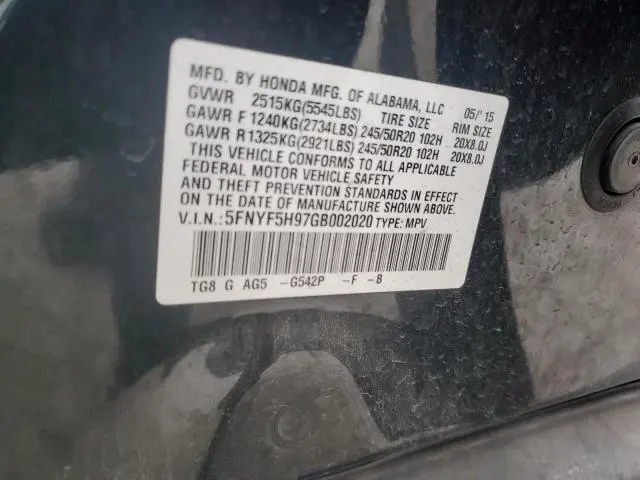 MFD. BY HONDA MFG. OF ALABAMA, LLC 05/'15
GVWR 2515KG(5545LBS) TIRE SIZE RIM SIZE
GAWR F 1240KG(2734LBS) 245/50R20 102H 20X8.0J
GAWR R 1325KG(2921LBS) 245/50R20 102H 20X8.0J
THIS VEHICLE CONFORMS TO ALL APPLICABLE
FEDERAL MOTOR VEHICLE SAFETY
AND THEFT PREVENTION STANDARDS IN EFFECT
ON THE DATE OF MANUFACTURE SHOWN ABOVE.
V.I.N.: 5FNYF5H97GB002020 TYPE: MPV
TG8 G AG5 -G542P -F -B